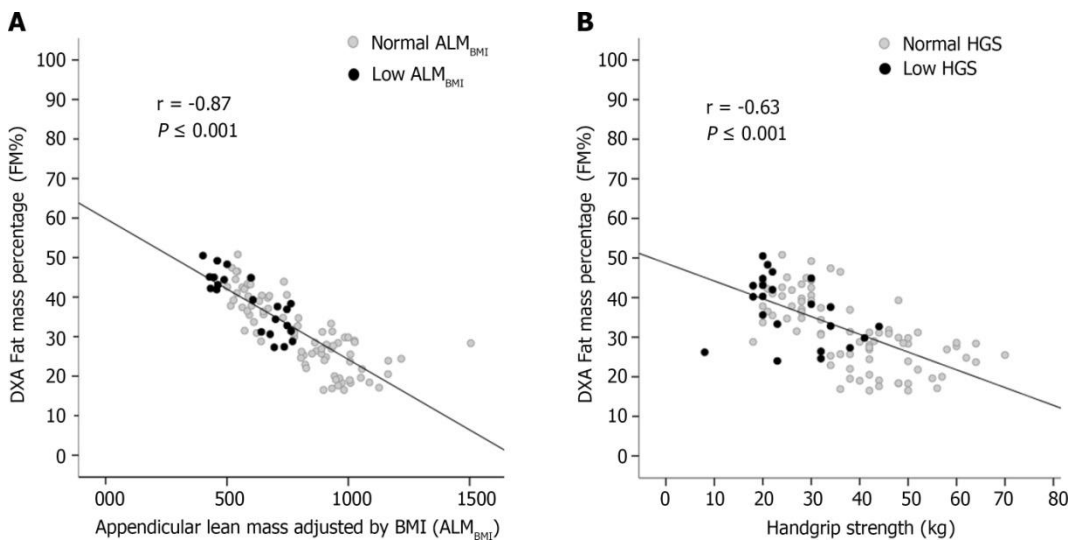 A
Normal ALM_BMI
Low ALM_BMI
r = -0.87
P ≤ 0.001
DXA Fat mass percentage (FM%)
100
90
80
70
60
50
40
30
20
10
0
000 500 1000 1500
Appendicular lean mass adjusted by BMI (ALM_BMI)
B
Normal HGS
Low HGS
r = -0.63
P ≤ 0.001
DXA Fat mass percentage (FM%)
100
90
80
70
60
50
40
30
20
10
0
0 10 20 30 40 50 60 70 80
Handgrip strength (kg)